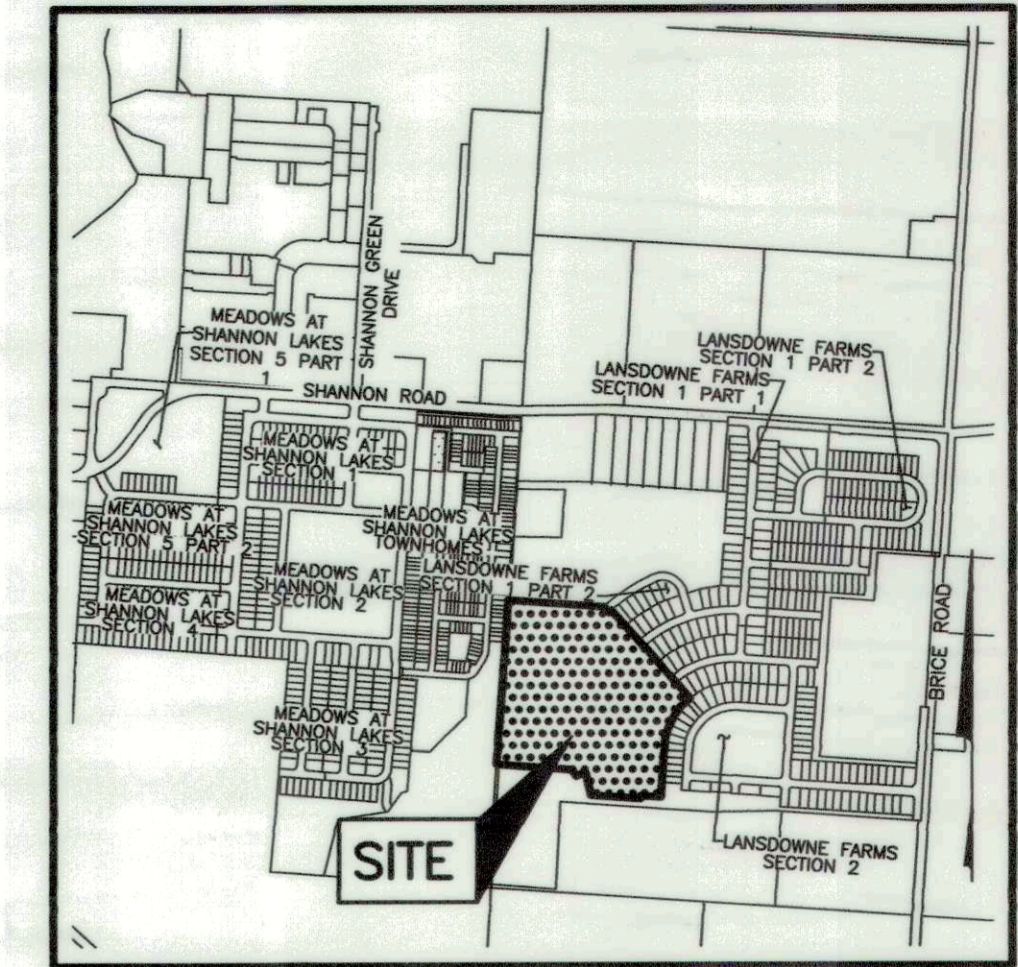 SHANNON GREEN
DRIVE
MEADOWS AT
SHANNON LAKES
SECTION 5 PART
1
SHANNON ROAD
LANSDOWNE FARMS
SECTION 1 PART 2
LANSDOWNE FARMS
SECTION 1 PART 1
MEADOWS AT
SHANNON LAKES
SECTION 1
MEADOWS AT
SHANNON LAKES
SECTION 5 PART 2
MEADOWS AT
SHANNON LAKES
TOWNHOMES
LANSDOWNE FARMS
SECTION 1 PART 2
MEADOWS AT
SHANNON LAKES
SECTION 2
MEADOWS AT
SHANNON LAKES
SECTION 4
BRICE ROAD
MEADOWS AT
SHANNON LAKES
SECTION 3
SITE
LANSDOWNE FARMS
SECTION 2